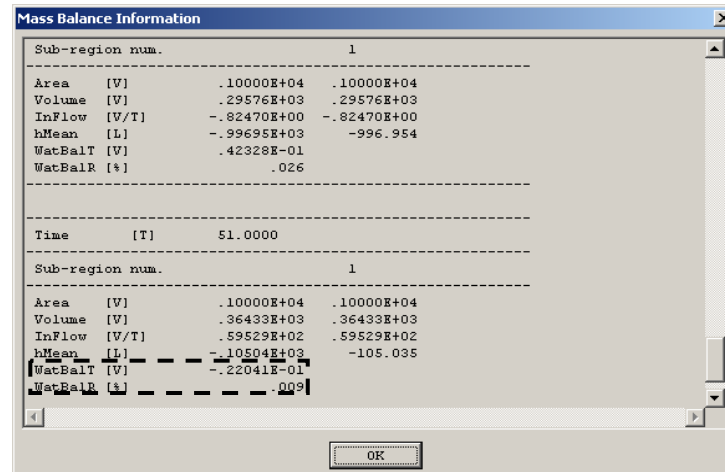 Mass Balance Information
Sub-region num. 1
----------------------------------------------------------
Area [V] .10000E+04 .10000E+04
Volume [V] .29576E+03 .29576E+03
InFlow [V/T] -.82470E+00 -.82470E+00
hMean [L] -.99695E+03 -996.954
WatBalT [V] .42328E-01
WatBalR [%] .026
----------------------------------------------------------
----------------------------------------------------------
Time [T] 51.0000
----------------------------------------------------------
Sub-region num. 1
----------------------------------------------------------
Area [V] .10000E+04 .10000E+04
Volume [V] .36433E+03 .36433E+03
InFlow [V/T] .59529E+02 .59529E+02
hMean [L] -.10504E+03 -105.035
WatBalT [V] -.22041E-01
WatBalR [%] .009
OK